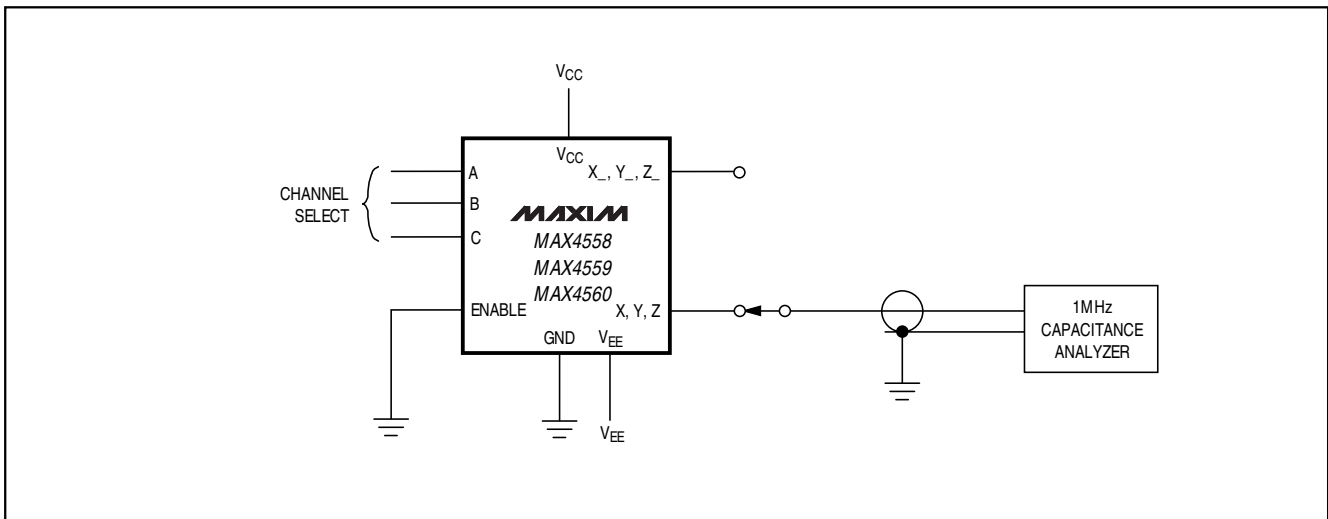 VCC
VCC
A
X_, Y_, Z_
CHANNEL
SELECT
B
MAXIM
C
MAX4558
MAX4559
MAX4560
ENABLE
X, Y, Z
GND
VEE
VEE
1MHz
CAPACITANCE
ANALYZER